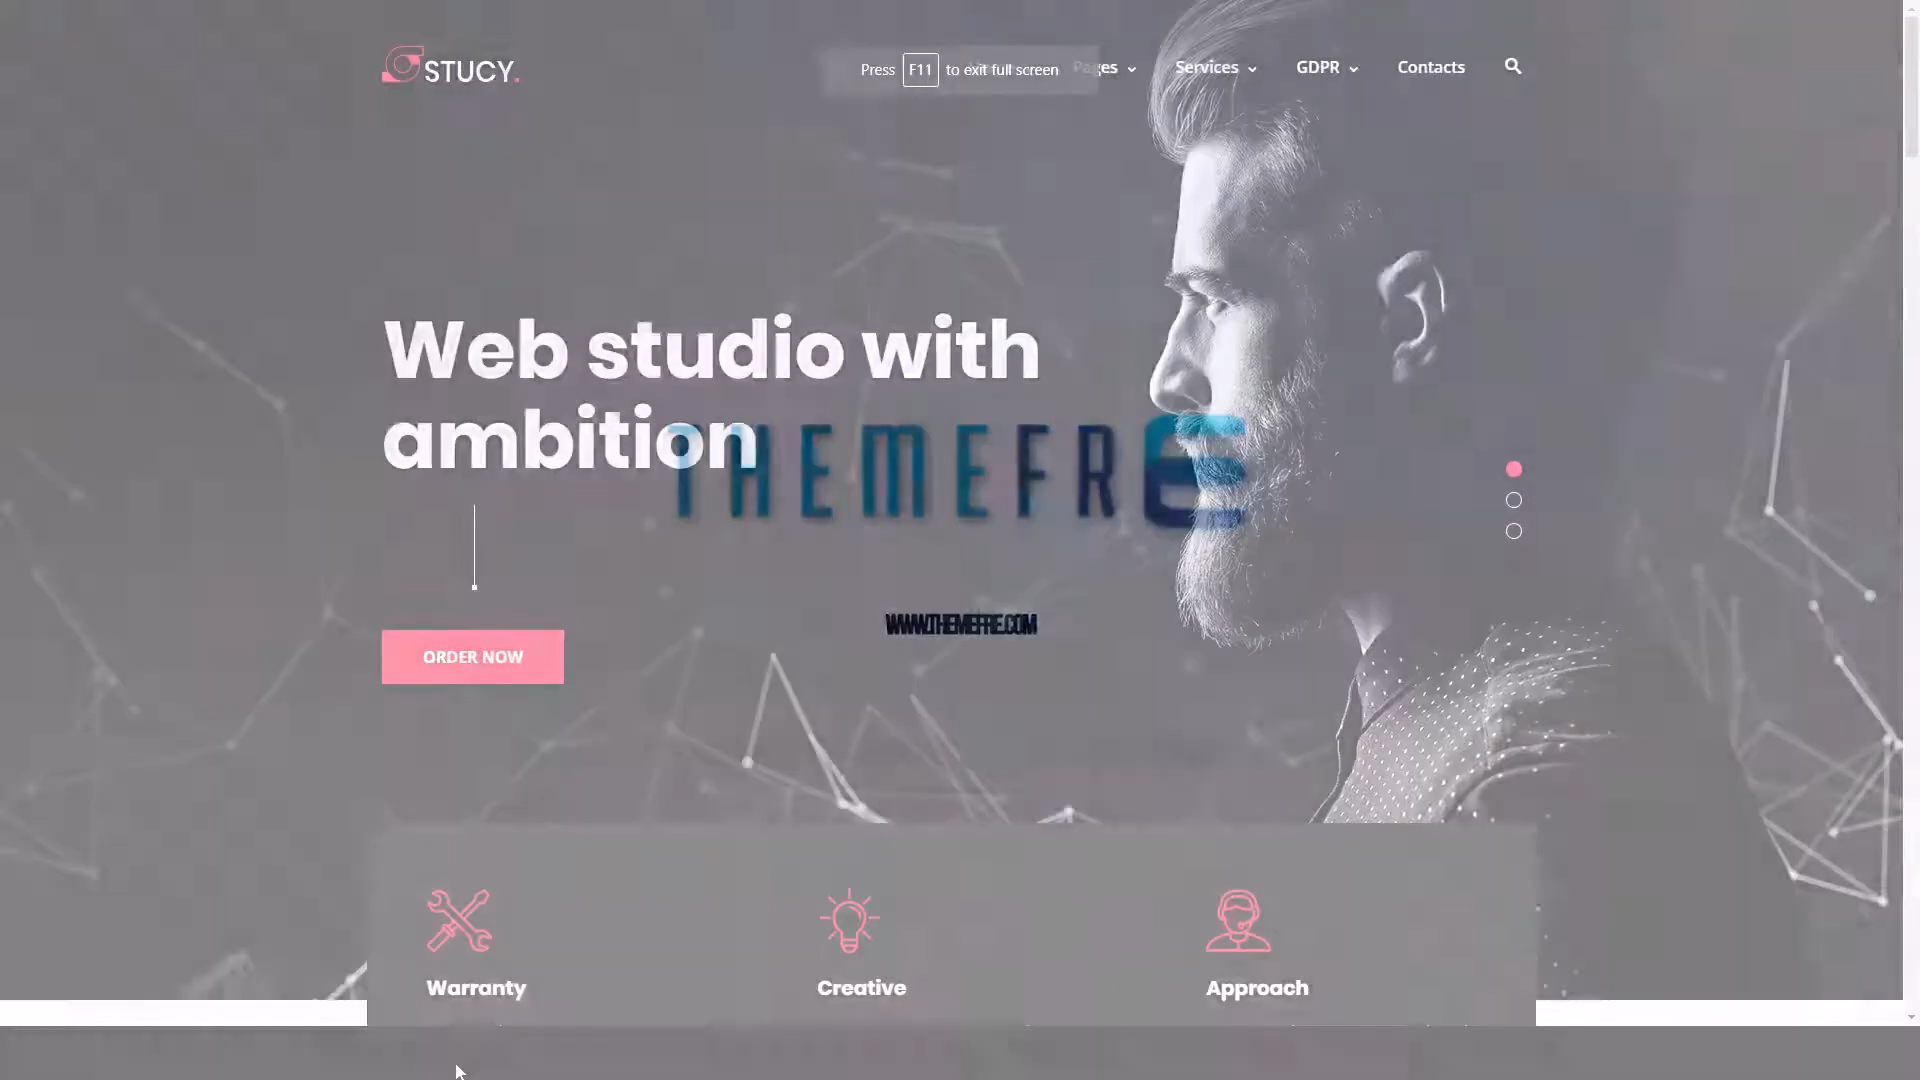 STUCY.
Press F11 to exit full screen
Pages
Services
GDPR
Contacts
Web studio with
ambition
THEMEFRE
WWW.THEMEFRE.COM
ORDER NOW
Warranty
Creative
Approach